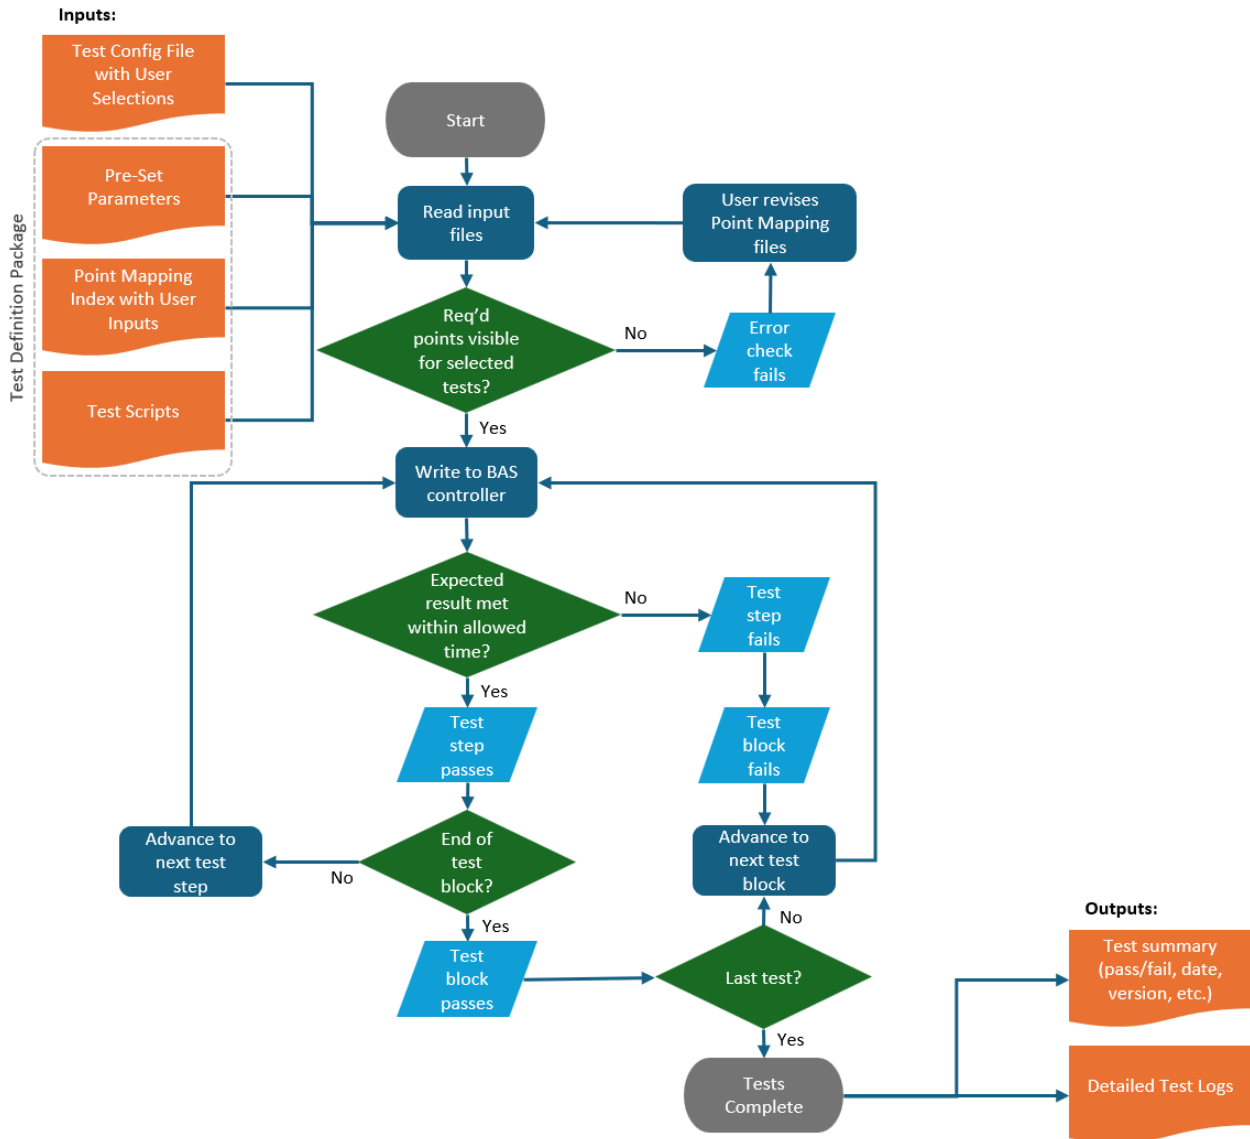 Inputs:
Test Config File
with User
Selections
Test Definition Package
Pre-Set
Parameters
Point Mapping
Index with User
Inputs
Test Scripts
Start
Read input
files
User revises
Point Mapping
files
Req'd
points visible
for selected
tests?
No
Error
check
fails
Yes
Write to BAS
controller
Expected
result met
within allowed
time?
No
Test
step
fails
Yes
Test
step
passes
Test
block
fails
End of
test
block?
No
Advance to
next test
step
Advance to
next test
block
Yes
Test
block
passes
No
Last test?
Yes
Tests
Complete
Outputs:
Test summary
(pass/fail, date,
version, etc.)
Detailed Test Logs